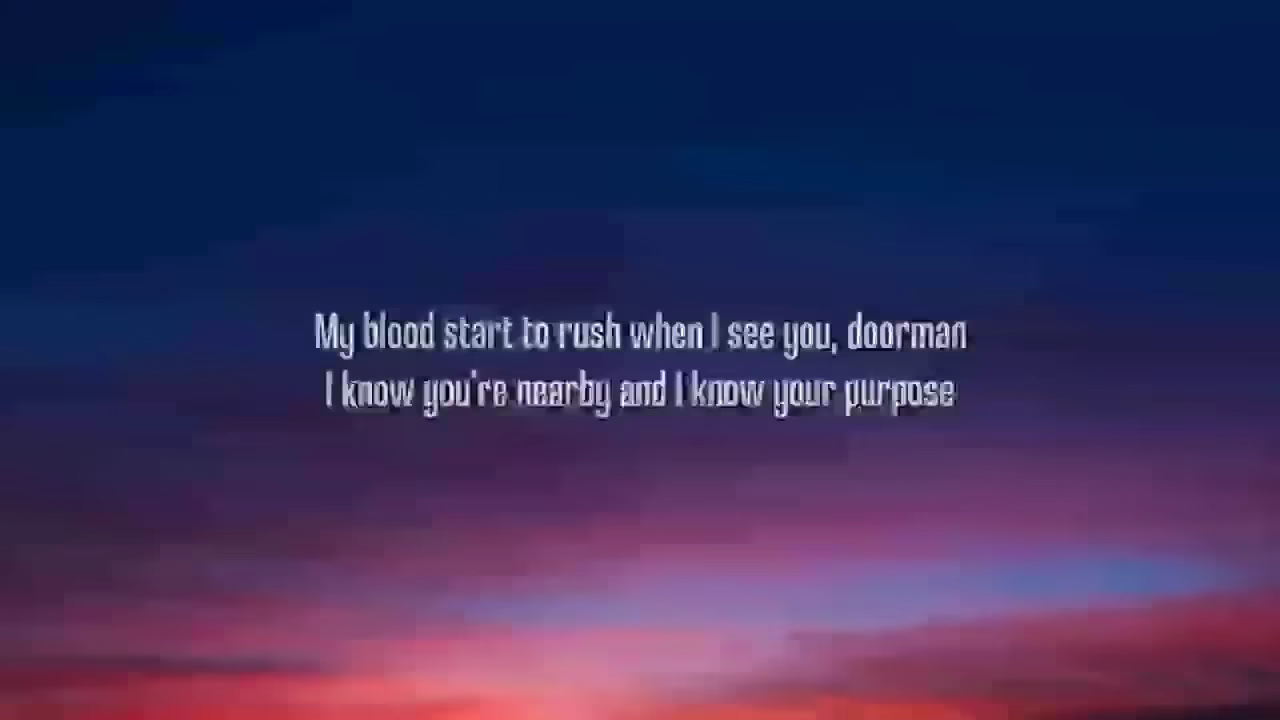 My blood start to rush when I see you, doorman
I know you're nearby and I know your purpose